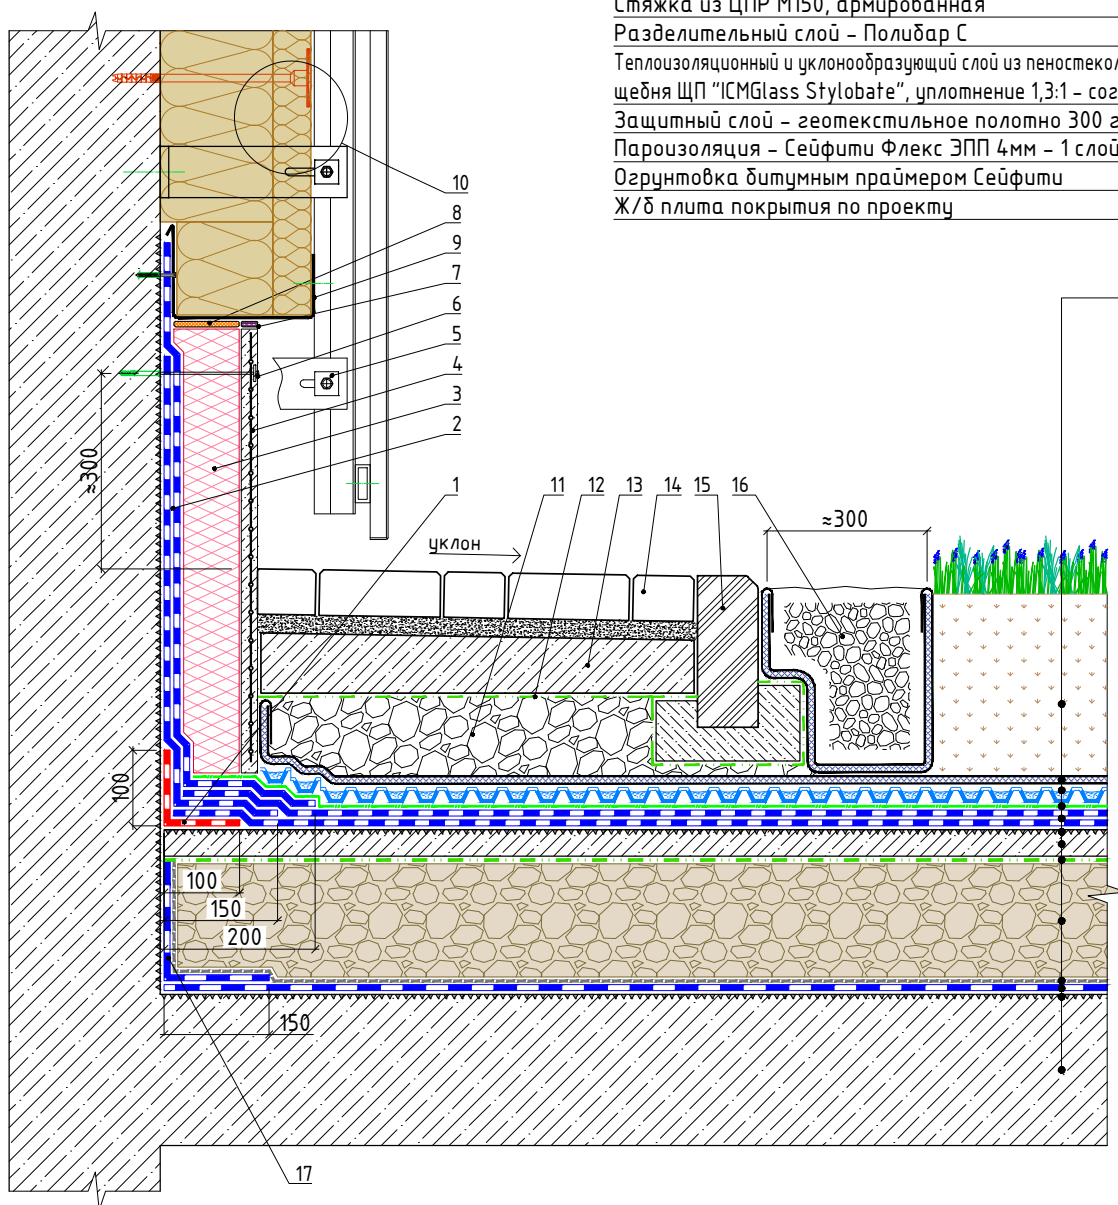 Стяжка из ЦПР М150, армированная
Разделительный слой – Полибар С
Теплоизоляционный и уклонообразующий слой из
щебня ЩП "ICMGlass Stylobate", уплотнение 1,3:1 –
Защитный слой – геотекстильное полотно 300
Пароизоляция – Сейфити Флекс ЭПП 4мм – 1 слой
Огрунтовка битумным праймером Сейфити
Ж/б плита покрытия по проекту
10
8
9
7
6
5
4
3
2
1
11
12
13
14
15
16
≈300
≈300
уклон
100
100
150
200
150
17